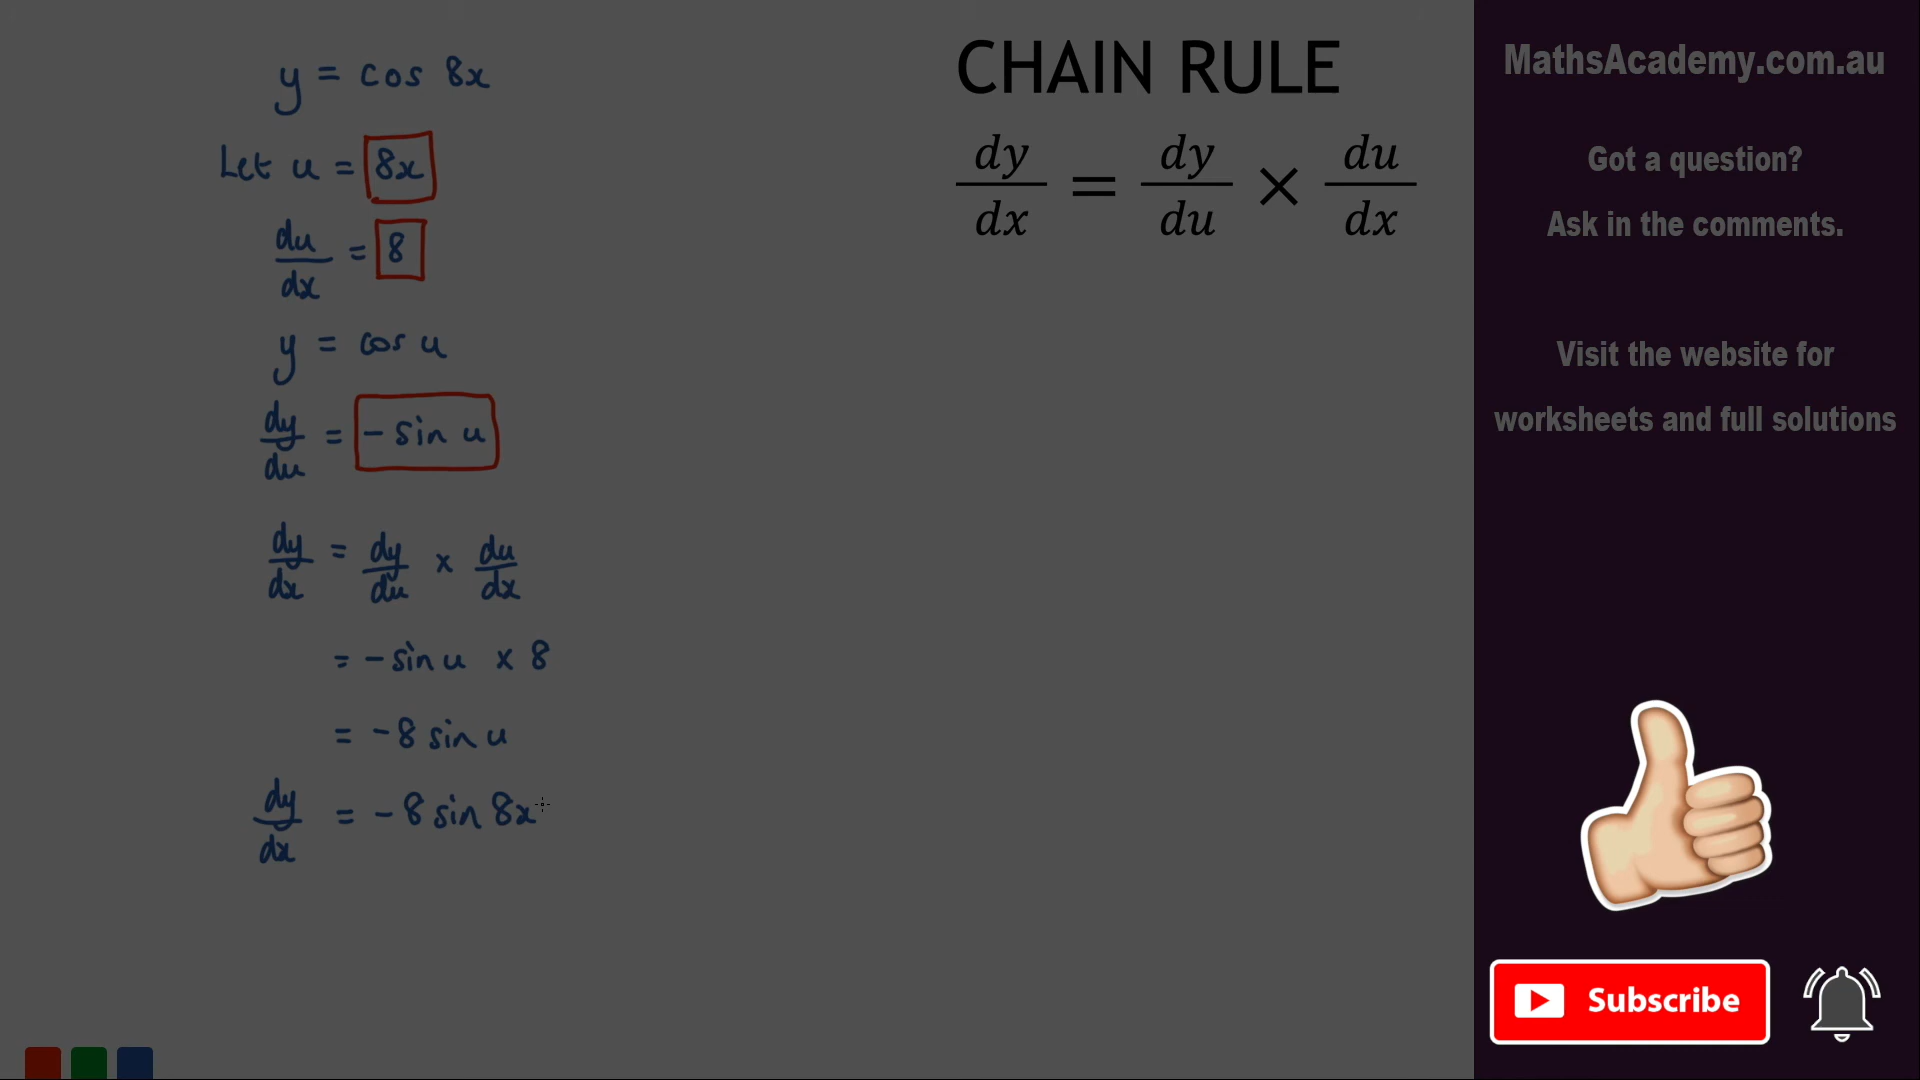 y = cos 8x
Let u = 8x
du/dx = 8
y = cos u
dy/du = - sin u
dy/dx = dy/du x du/dx
= - sin u x 8
= -8 sin u
dy/dx = -8 sin 8x
CHAIN RULE
dy/dx = dy/du × du/dx
MathsAcademy.com.au
Got a question?
Ask in the comments.
Visit the website for
worksheets and full solutions
Subscribe